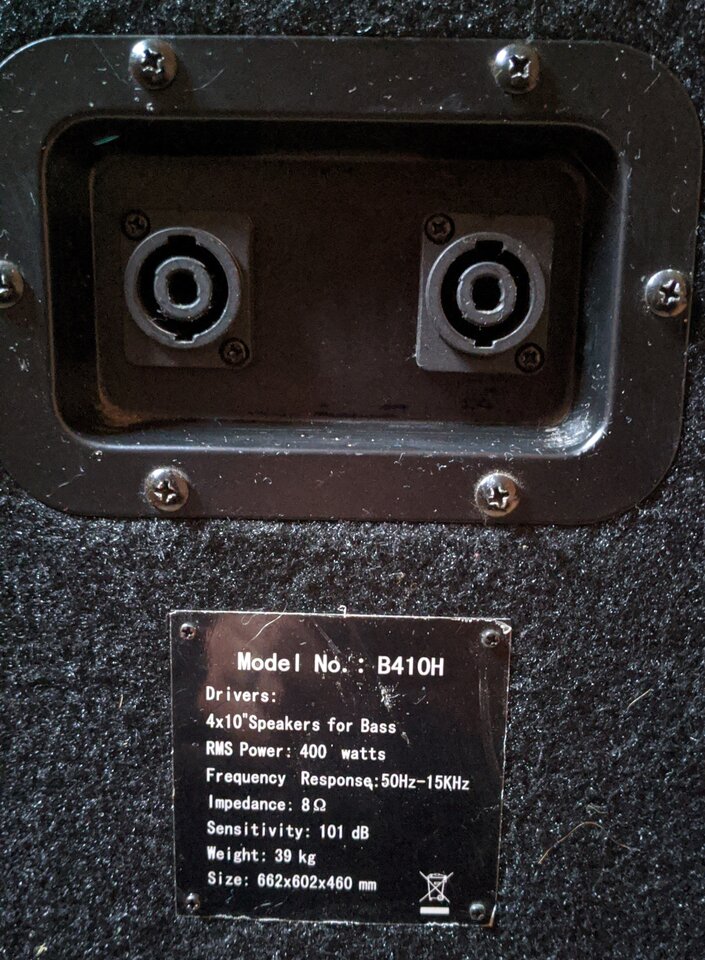 Model No.: B410H
Drivers:
4x10"Speakers for Bass
RMS Power: 400 watts
Frequency Response:50Hz-15KHz
Impedance: 8Ω
Sensitivity: 101 dB
Weight: 39 kg
Size: 662x602x460 mm